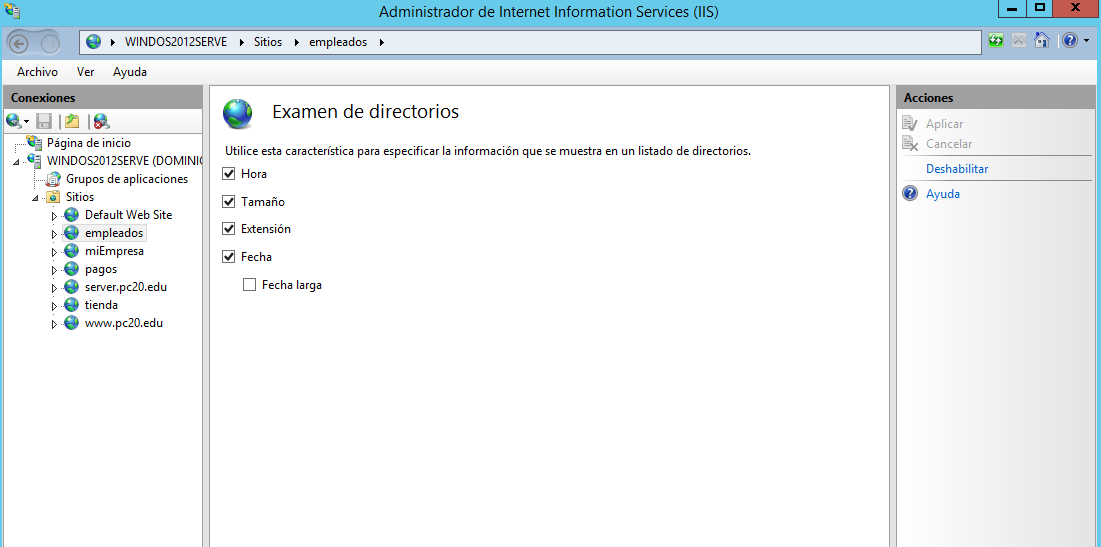 Administrador de Internet Information Services (IIS)
WINDOS2012SERVE Sitios empleados
Archivo Ver Ayuda
Conexiones
Página de inicio
WINDOS2012SERVE (DOMINIC
Grupos de aplicaciones
Sitios
Default Web Site
empleados
miEmpresa
pagos
server.pc20.edu
tienda
www.pc20.edu
Examen de directorios
Utilice esta característica para especificar la información que se muestra en un listado de directorios.
Hora
Tamaño
Extensión
Fecha
Fecha larga
Acciones
Aplicar
Cancelar
Deshabilitar
Ayuda